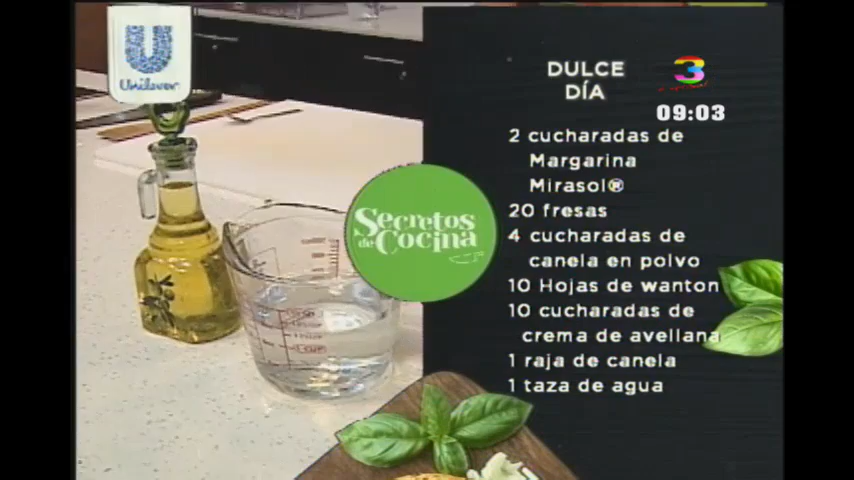 Unilever
DULCE
DÍA
3
09:03
2 cucharadas de
Margarina
Mirasol®
20 fresas
4 cucharadas de
canela en polvo
10 Hojas de wanton
10 cucharadas de
crema de avellana
1 raja de canela
1 taza de agua
Secretos
de Cocina